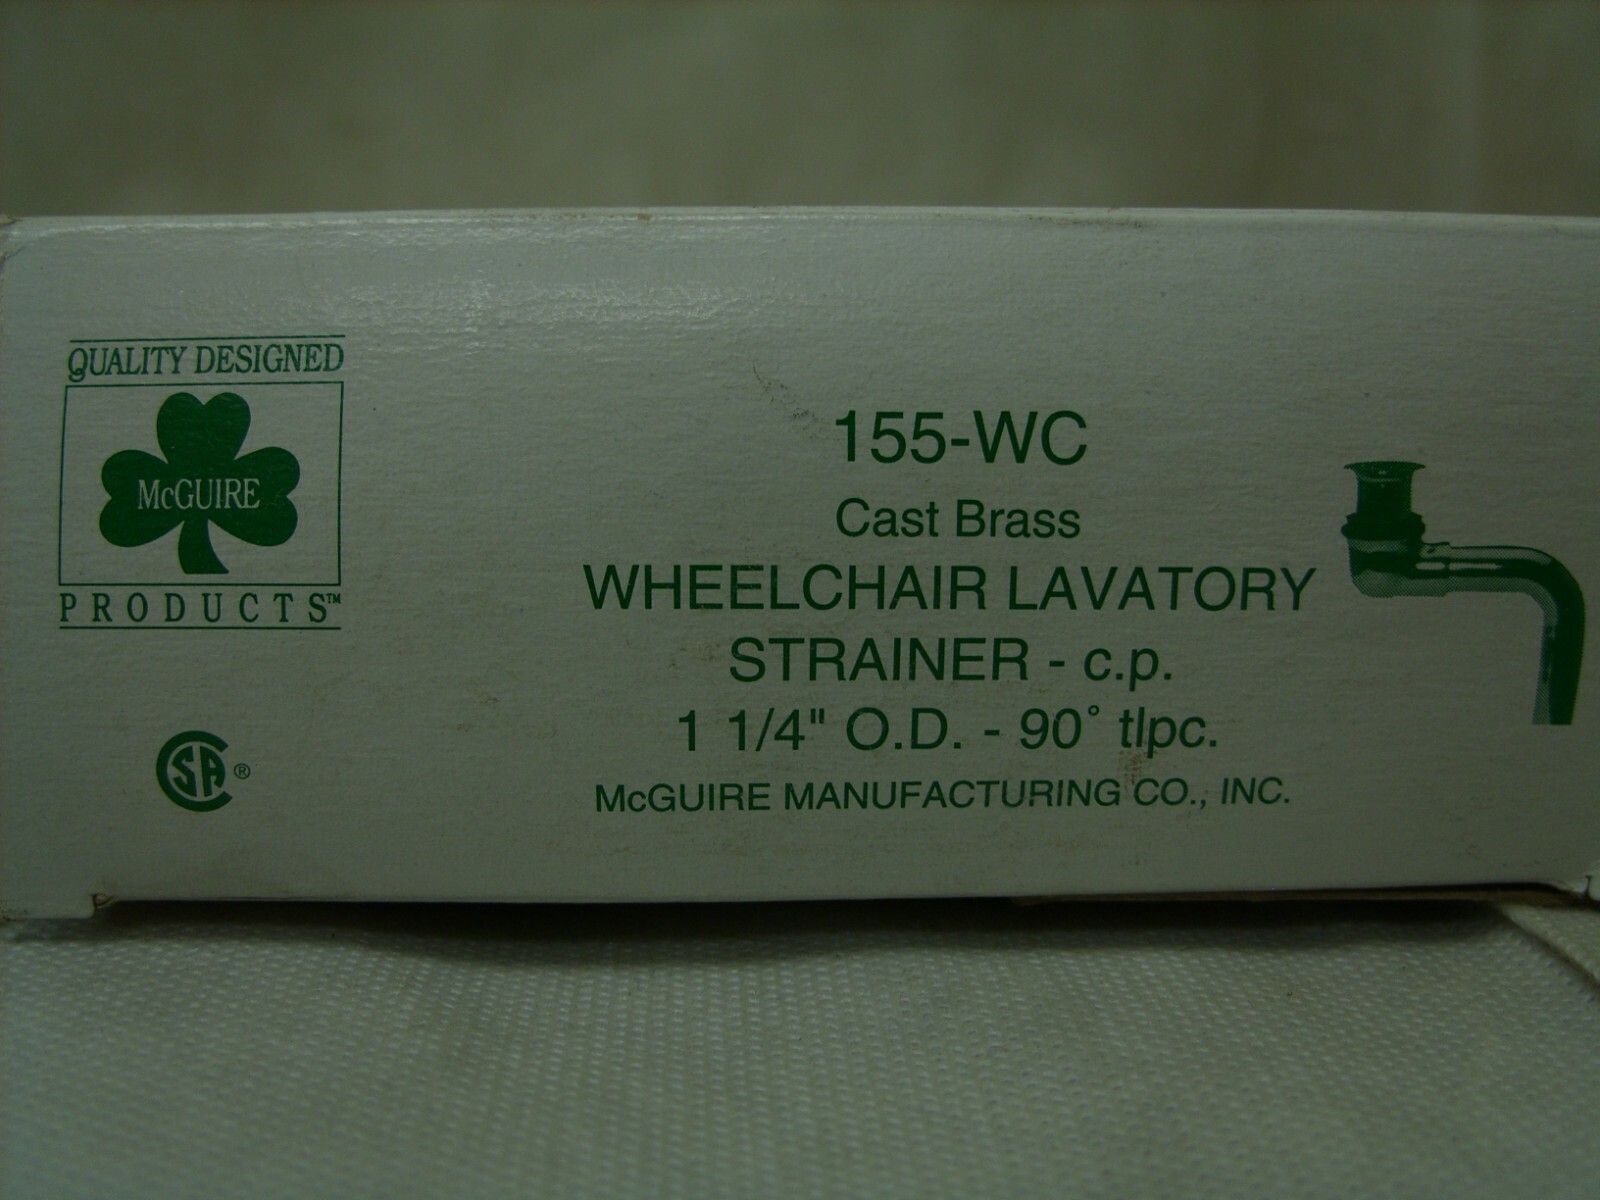 QUALITY DESIGNED
McGUIRE
PRODUCTS™
CSA®
155-WC
Cast Brass
WHEELCHAIR LAVATORY
STRAINER - c.p.
1 1/4" O.D. - 90° tlpc.
McGUIRE MANUFACTURING CO., INC.